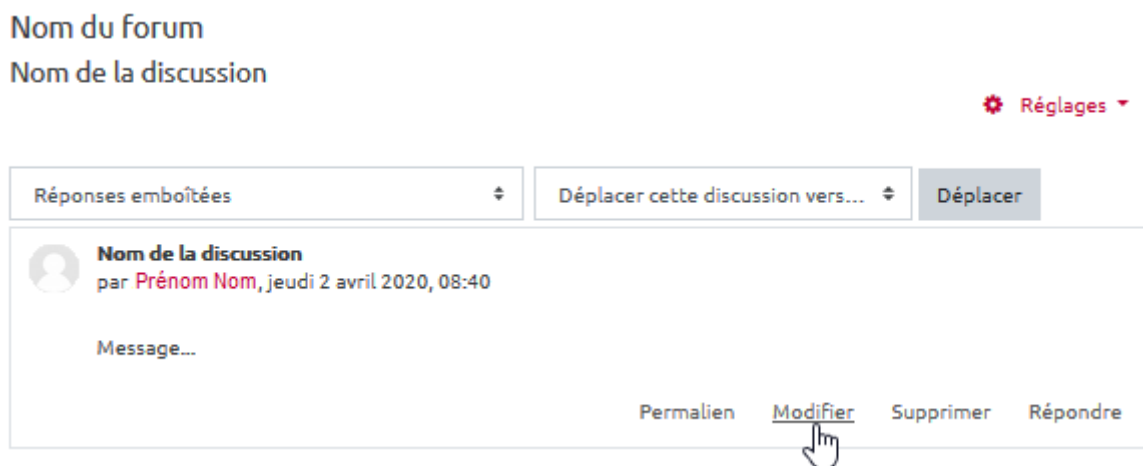 Nom du forum
Nom de la discussion
Réglages
Réponses emboîtées
Déplacer cette discussion vers...
Déplacer
Nom de la discussion
par Prénom Nom, jeudi 2 avril 2020, 08:40
Message...
Permalien Modifier Supprimer Répondre